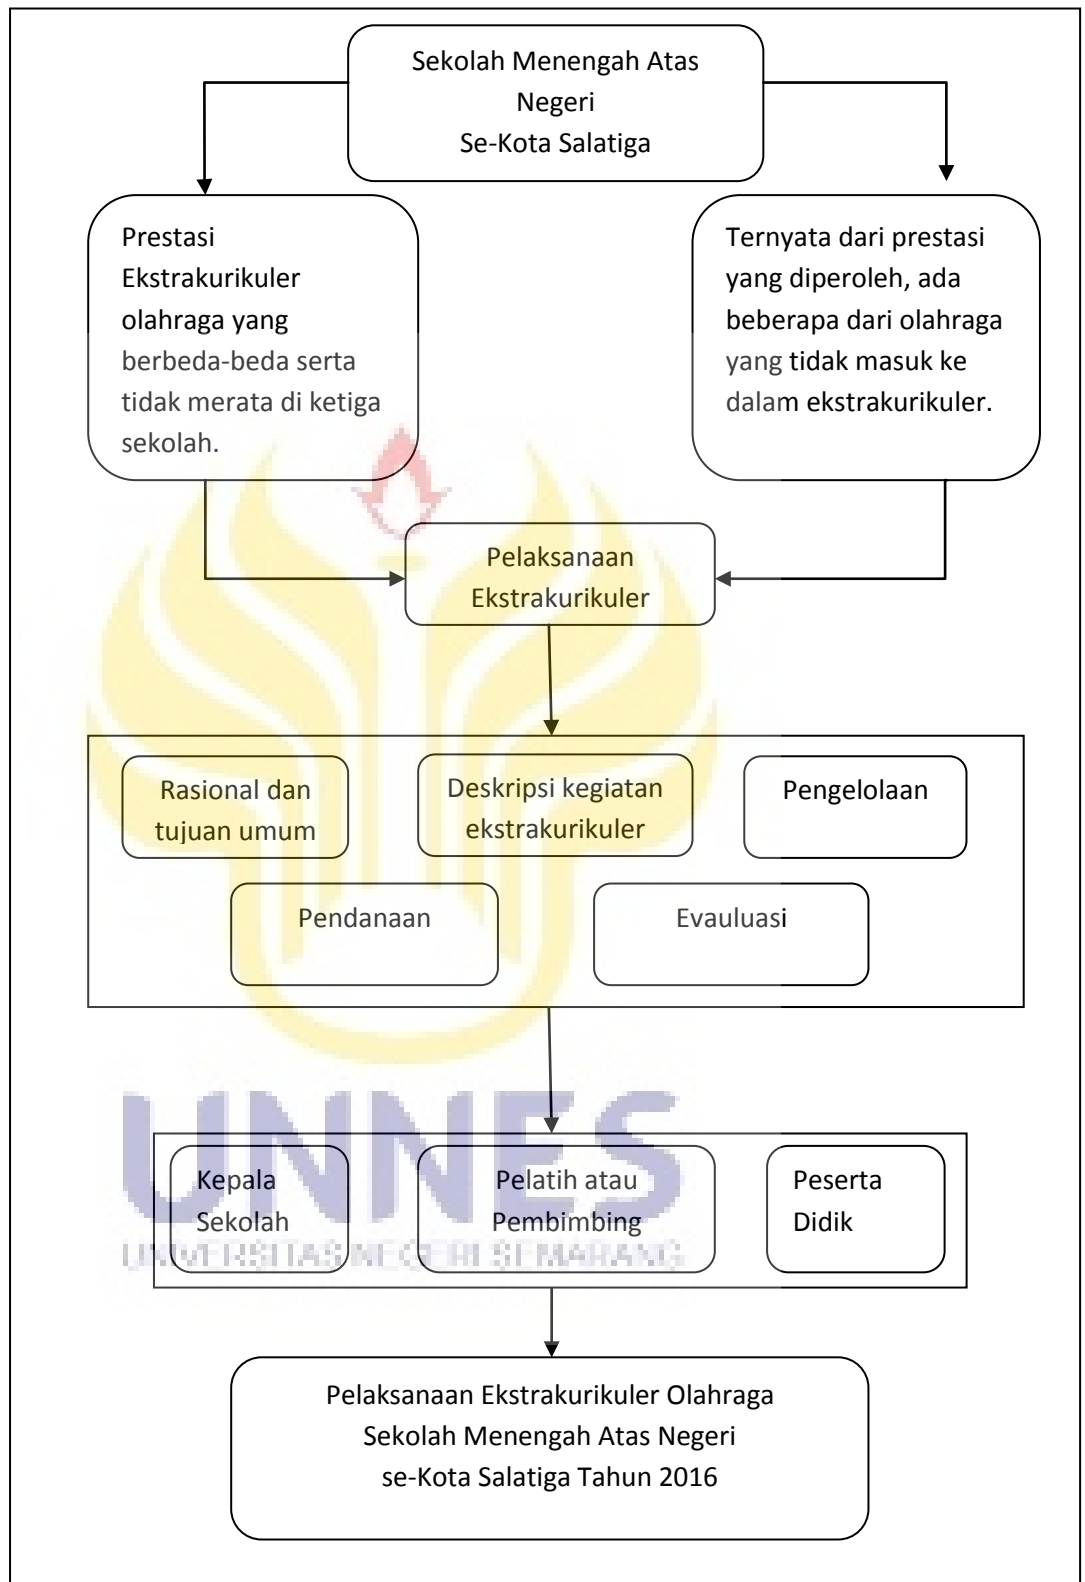 Sekolah Menengah Atas
Negeri
Se-Kota Salatiga
Prestasi
Ekstrakurikuler
olahraga yang
berbeda-beda serta
tidak merata di ketiga
sekolah.
Ternyata dari prestasi
yang diperoleh, ada
beberapa dari olahraga
yang tidak masuk ke
dalam ekstrakurikuler.
Pelaksanaan
Ekstrakurikuler
Rasional dan
tujuan umum
Deskripsi kegiatan
ekstrakurikuler
Pengelolaan
Pendanaan
Evauluasi
UNNES
UNIVERSITAS NEGERI SEMARANG
Kepala
Sekolah
Pelatih atau
Pembimbing
Peserta
Didik
Pelaksanaan Ekstrakurikuler Olahraga
Sekolah Menengah Atas Negeri
se-Kota Salatiga Tahun 2016